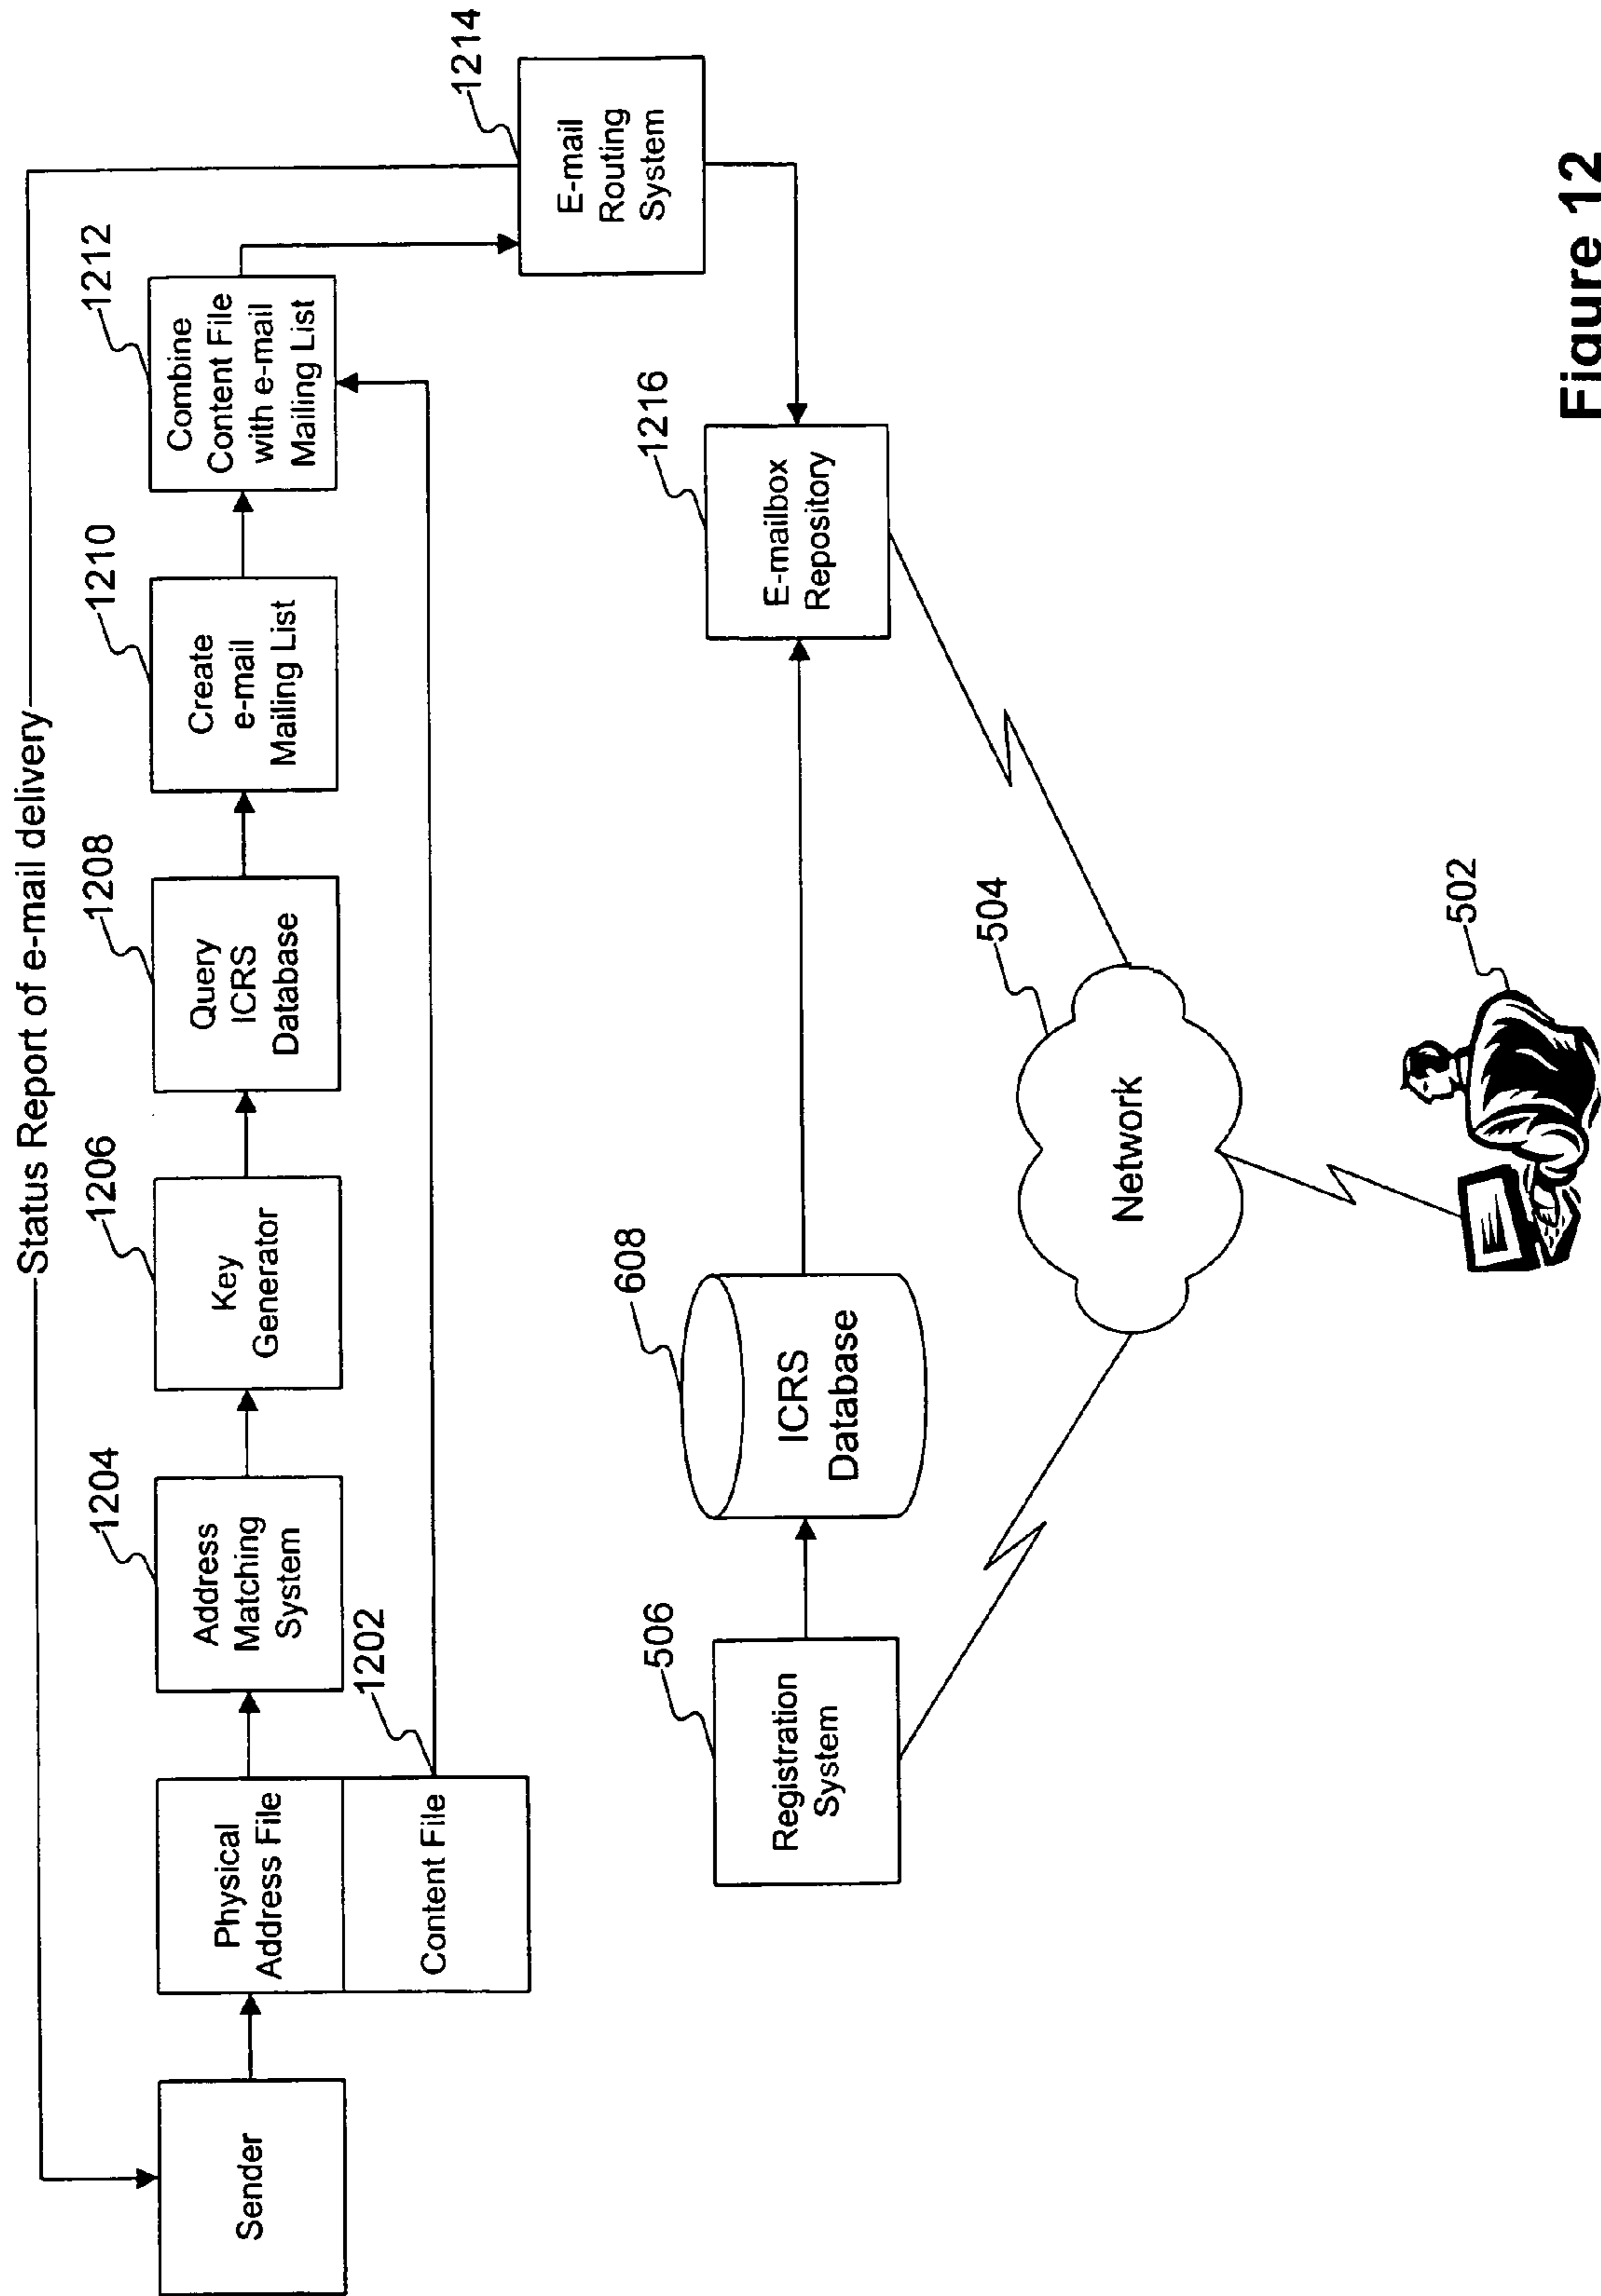 Status Report of e-mail delivery
Sender
Physical
Address File
Content File
1202
Address
Matching
System
1204
Key
Generator
1206
Query
ICRS
Database
1208
Create
e-mail
Mailing List
1210
Combine
Content File
with e-mail
Mailing List
1212
E-mail
Routing
System
1214
Registration
System
506
ICRS
Database
608
E-mailbox
Repository
1216
Network
504
502
Figure 12